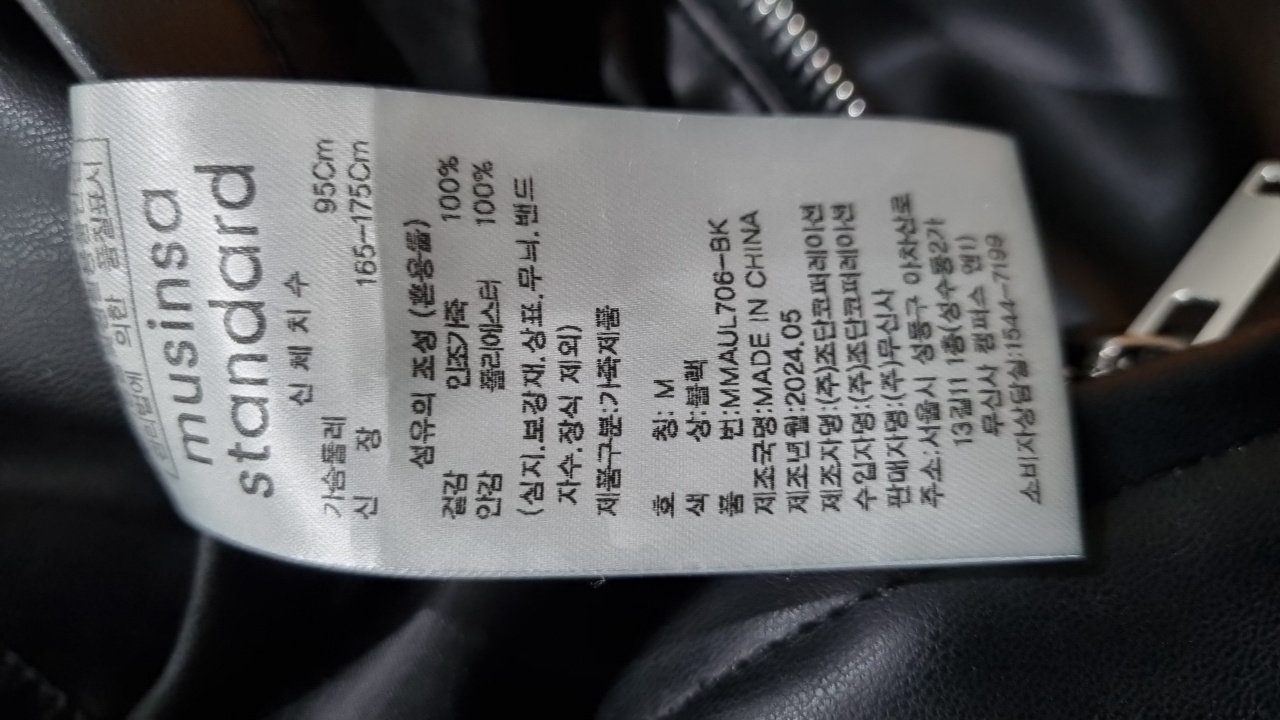 의한 품질표시
musinsa
standard
신 체 치 수
가슴둘레 95Cm
신 장 165-175Cm
섬유의 조성 (혼용율)
겉감 인조가죽 100%
안감 폴리에스터 100%
(심지.보강재.상표.무늬.밴드
자수.장식 제외)
제품구분:가죽제품
호 칭: M
색 상:블랙
품 번:MMAUL706-BK
제조국명:MADE IN CHINA
제조년월:2024.05
제조자명:(주)조단코퍼레이션
수입자명:(주)조단코퍼레이션
판매자명:(주)무신사
주소:서울시 성동구 아차산로
13길11 1층(성수동2가
무신사 캠퍼스 엔1)
소비자상담실:1544-7199